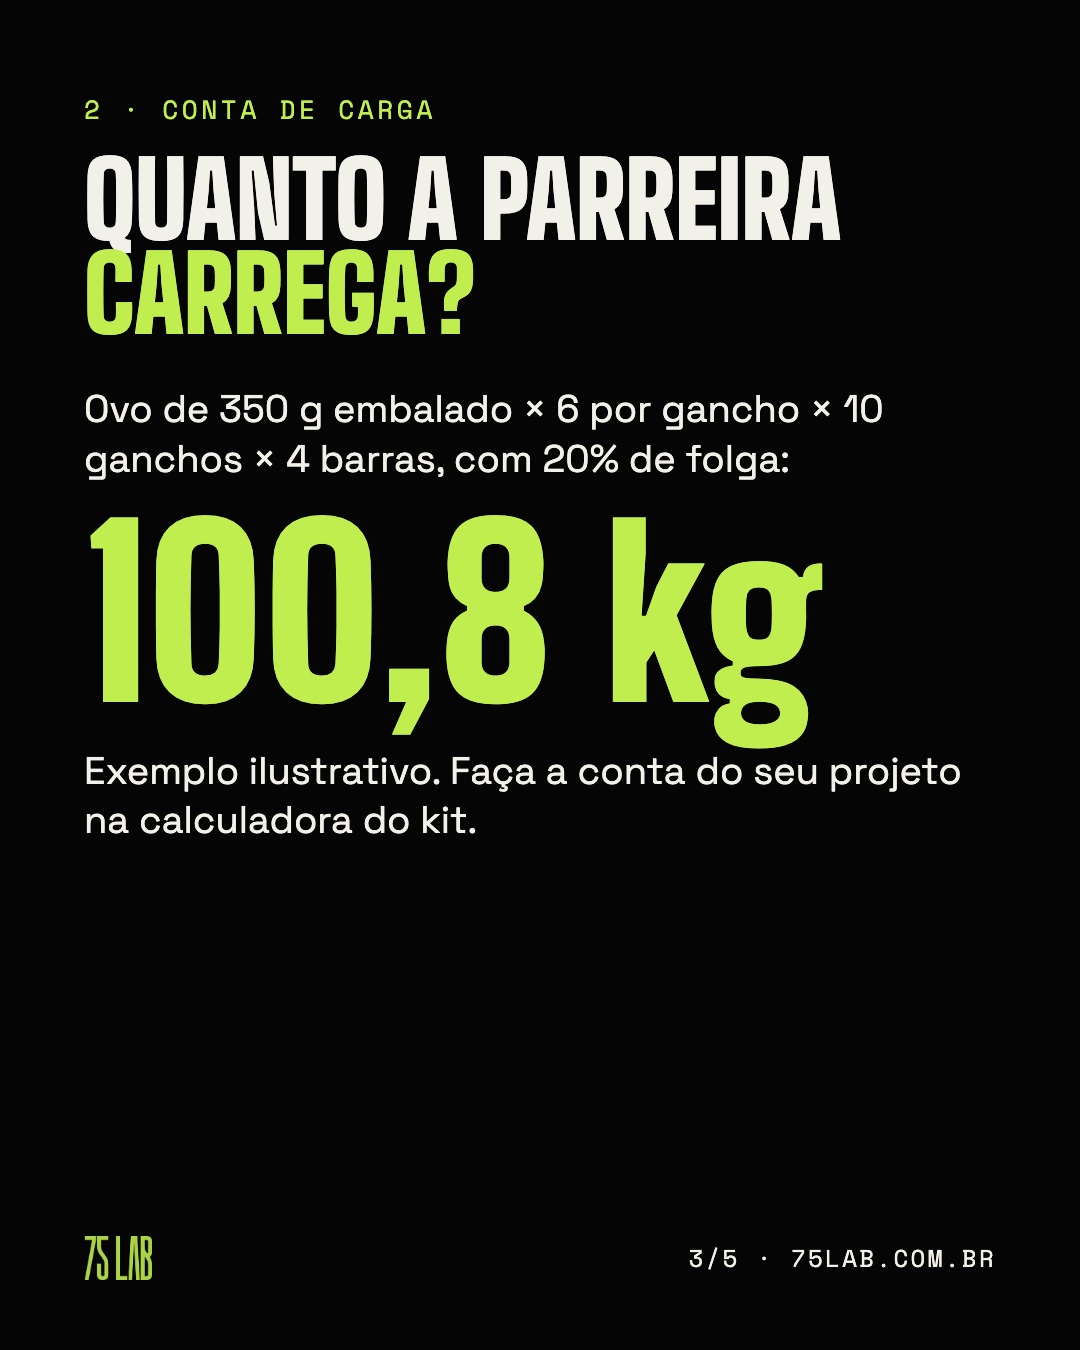 2 · CONTA DE CARGA
QUANTO A PARREIRA
CARREGA?
Ovo de 350 g embalado × 6 por gancho × 10
ganchos × 4 barras, com 20% de folga:
100,8 kg
Exemplo ilustrativo. Faça a conta do seu projeto
na calculadora do kit.
75 LAB
3/5 · 75LAB.COM.BR